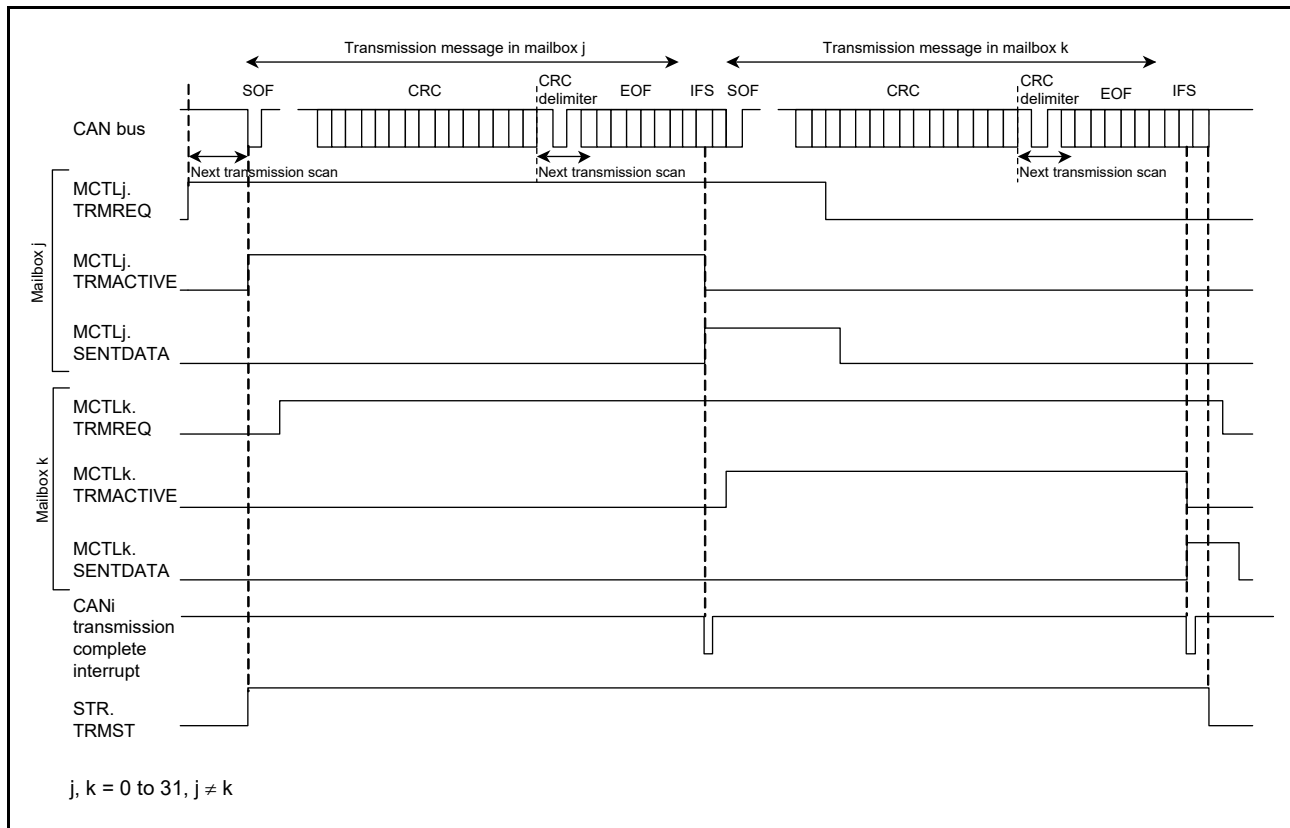 Transmission message in mailbox j
Transmission message in mailbox k
SOF
CRC
CRC
delimiter
EOF
IFS
SOF
CRC
CRC
delimiter
EOF
IFS
CAN bus
Next transmission scan
Next transmission scan
Next transmission scan
Mailbox j
MCTLj.
TRMREQ
MCTLj.
TRMACTIVE
MCTLj.
SENTDATA
Mailbox k
MCTLk.
TRMREQ
MCTLk.
TRMACTIVE
MCTLk.
SENTDATA
CANi
transmission
complete
interrupt
STR.
TRMST
j, k = 0 to 31, j ≠ k